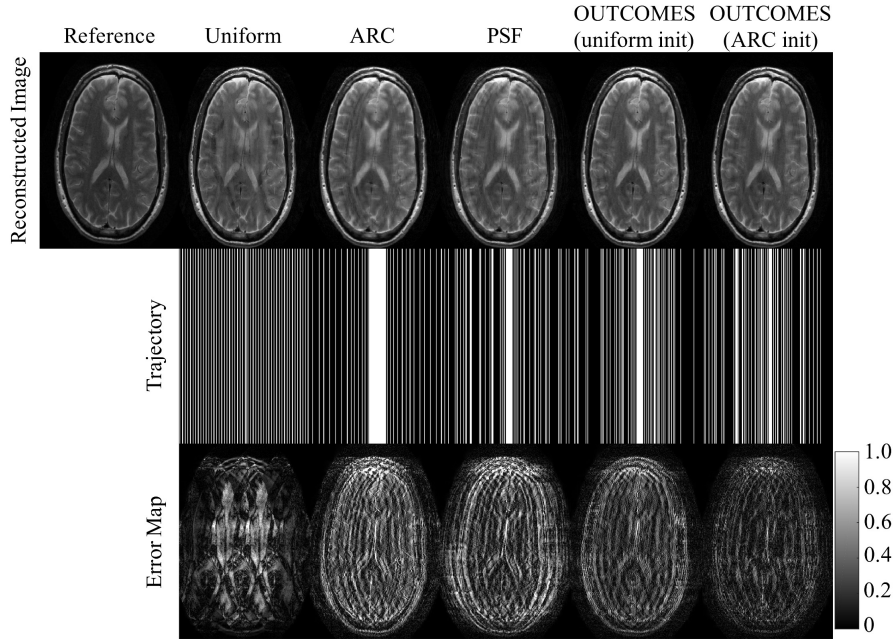 Reference
Uniform
ARC
PSF
OUTCOMES
(uniform init)
OUTCOMES
(ARC init)
Reconstructed Image
Trajectory
Error Map
1.0
0.8
0.6
0.4
0.2
0